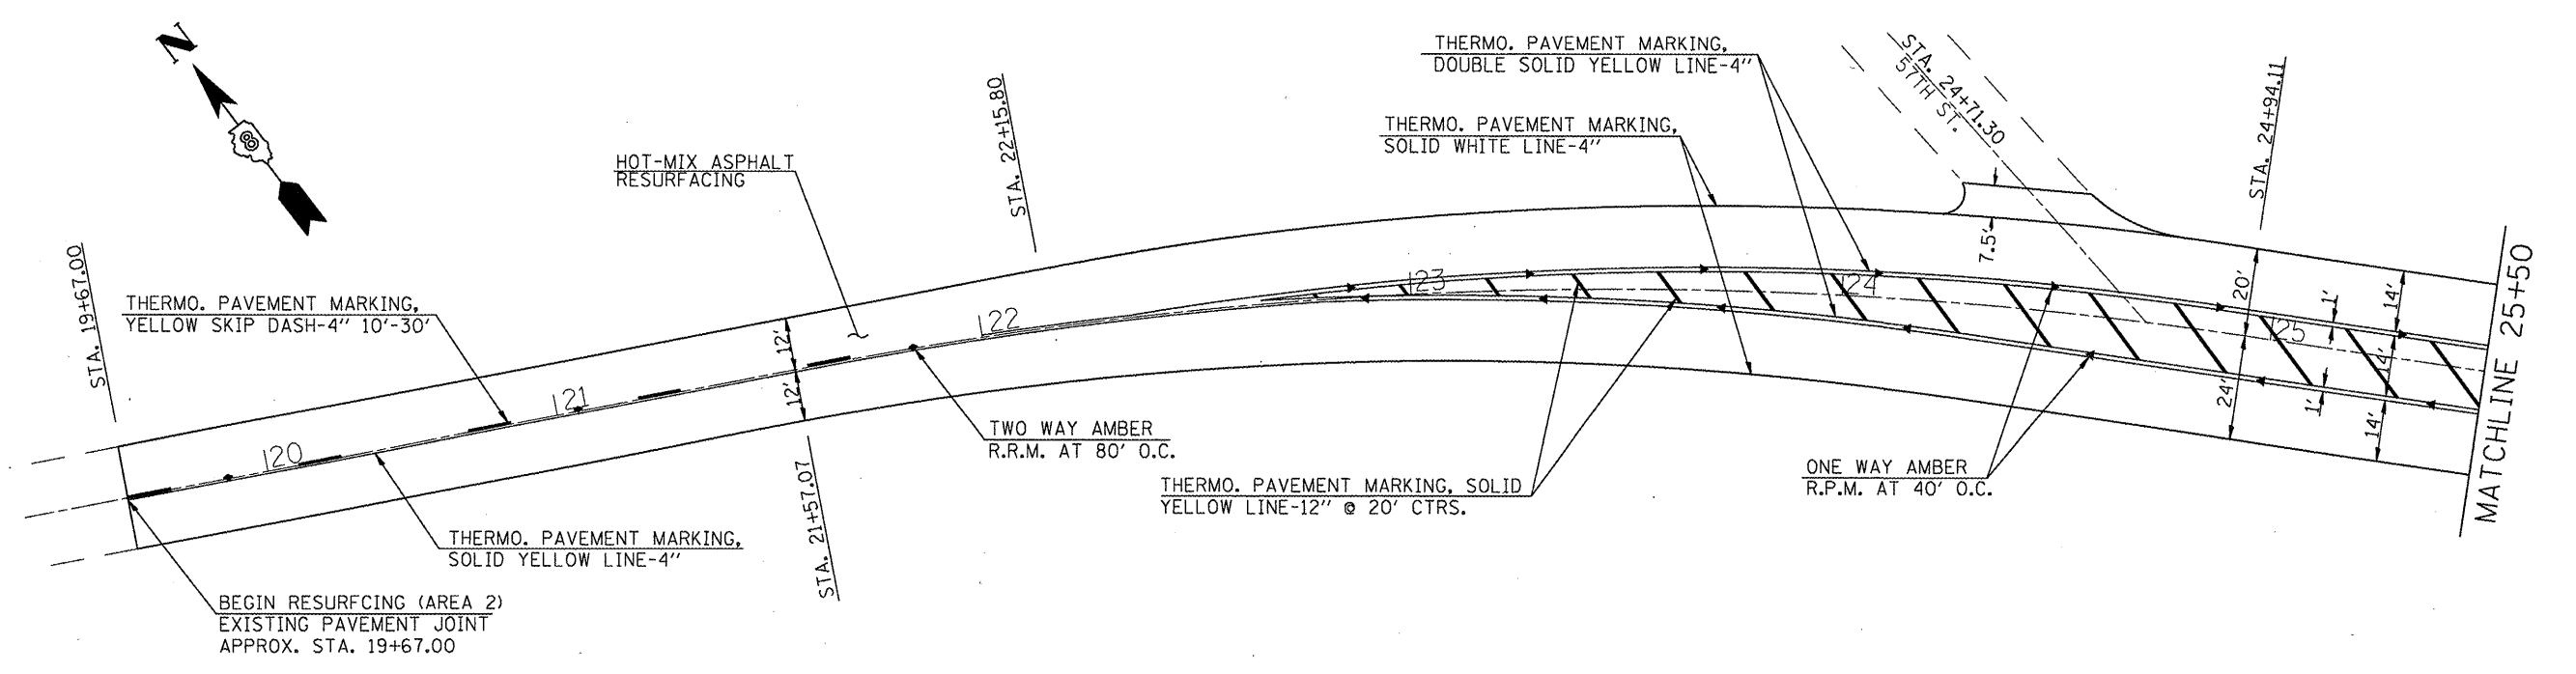 N
8
THERMO. PAVEMENT MARKING,
DOUBLE SOLID YELLOW LINE-4"
THERMO. PAVEMENT MARKING,
SOLID WHITE LINE-4"
STA. 24+71.30
57TH ST.
STA. 24+94.11
STA. 22+15.80
HOT-MIX ASPHALT
RESURFACING
STA. 19+67.00
THERMO. PAVEMENT MARKING,
YELLOW SKIP DASH-4" 10'-30'
120
121
122
123
124
125
12'
12'
7.5'
20'
24'
1'
1'
14'
14'
14'
MATCHLINE 25+50
TWO WAY AMBER
R.R.M. AT 80' O.C.
THERMO. PAVEMENT MARKING, SOLID
YELLOW LINE-12" @ 20' CTRS.
ONE WAY AMBER
R.P.M. AT 40' O.C.
STA. 21+57.07
THERMO. PAVEMENT MARKING,
SOLID YELLOW LINE-4"
BEGIN RESURFCING (AREA 2)
EXISTING PAVEMENT JOINT
APPROX. STA. 19+67.00